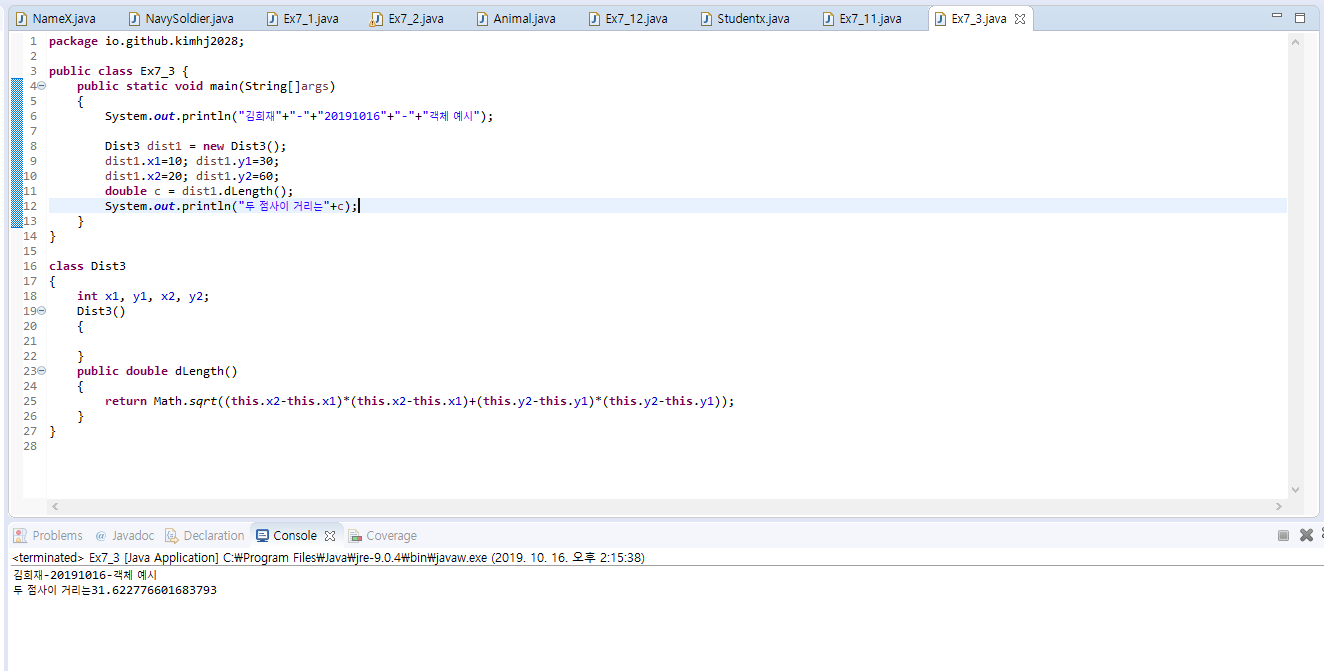 NameX.java NavySoldier.java Ex7_1.java Ex7_2.java Animal.java Ex7_12.java Studentx.java Ex7_11.java Ex7_3.java
1 package io.github.kimhj2028;
2
3 public class Ex7_3 {
4 public static void main(String[]args)
5 {
6 System.out.println("김희재"+"-"+"20191016"+"-"+"객체 예시");
7
8 Dist3 dist1 = new Dist3();
9 dist1.x1=10; dist1.y1=30;
10 dist1.x2=20; dist1.y2=60;
11 double c = dist1.dLength();
12 System.out.println("두 점사이 거리는"+c);
13 }
14 }
15
16 class Dist3
17 {
18 int x1, y1, x2, y2;
19 Dist3()
20 {
21
22 }
23 public double dLength()
24 {
25 return Math.sqrt((this.x2-this.x1)*(this.x2-this.x1)+(this.y2-this.y1)*(this.y2-this.y1));
26 }
27 }
28
Problems @ Javadoc Declaration Console Coverage
<terminated> Ex7_3 [Java Application] C:₩Program Files₩Java₩jre-9.0.4₩bin₩javaw.exe (2019. 10. 16. 오후 2:15:38)
김희재-20191016-객체 예시
두 점사이 거리는31.622776601683793